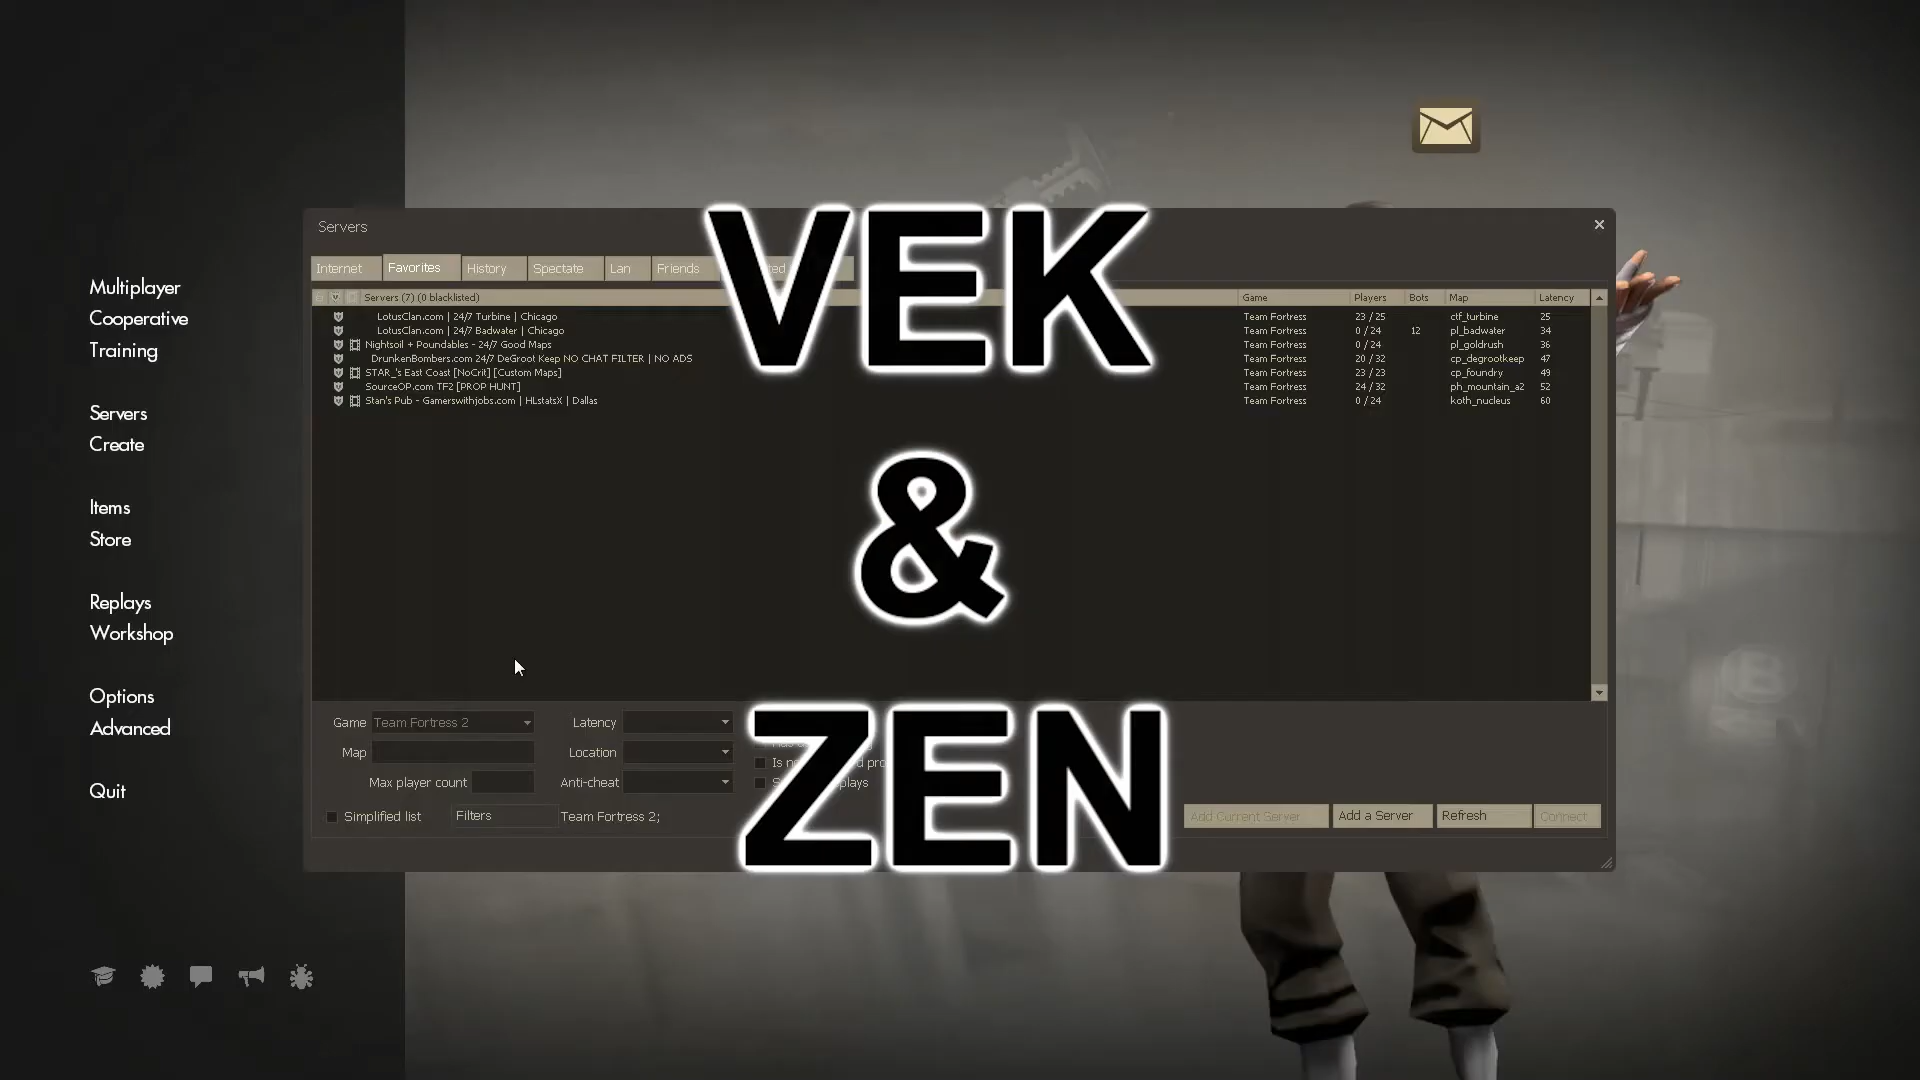 VEK
&
ZEN
Servers
Internet Favorites History Spectate Lan Friends
Servers (7) (0 blacklisted) Game Players Bots Map Latency
LotusClan.com | 24/7 Turbine | Chicago Team Fortress 23 / 25 ctf_turbine 25
LotusClan.com | 24/7 Badwater | Chicago Team Fortress 0 / 24 12 pl_badwater 34
Nightsoil + Poundables - 24/7 Good Maps Team Fortress 0 / 24 pl_goldrush 36
DrunkenBombers.com 24/7 DeGroot Keep NO CHAT FILTER | NO ADS Team Fortress 20 / 32 cp_degrootkeep 47
STAR_'s East Coast [NoCrit] [Custom Maps] Team Fortress 23 / 23 cp_foundry 49
SourceOP.com TF2 [PROP HUNT] Team Fortress 24 / 32 ph_mountain_a2 52
Stan's Pub - Gamerswithjobs.com | HLstatsX | Dallas Team Fortress 0 / 24 koth_nucleus 60
Multiplayer
Cooperative
Training
Servers
Create
Items
Store
Replays
Workshop
Options
Advanced
Quit
Game Team Fortress 2 Latency
Map Location
Is
Max player count Anti-cheat
Simplified list Filters Team Fortress 2; Add Current Server Add a Server Refresh Connect